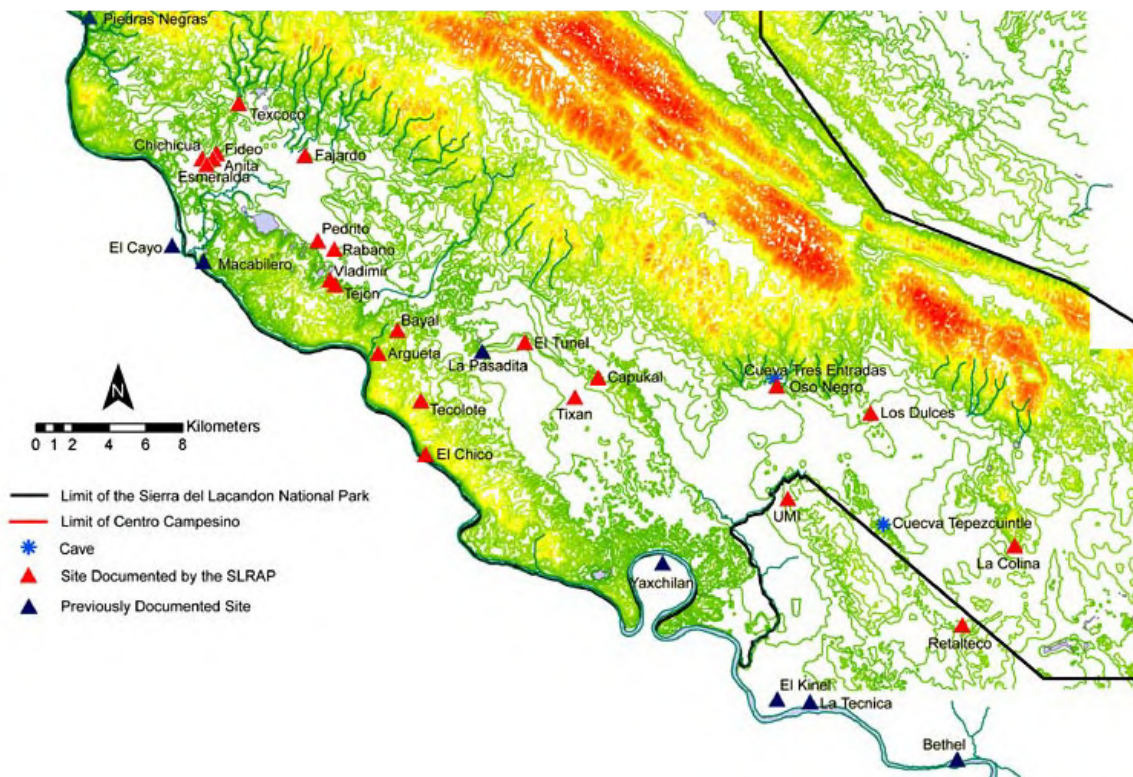 Piedras Negras
Texcoco
Chichicua
Fideo
Anita
Esmeralda
Fajardo
Pedrito
El Cayo
Rabano
Macabilero
Vladimir
Tejon
Bayal
El Tunel
Argueta
La Pasadita
Capukal
Cueva Tres Entradas
Oso Negro
Tecolote
Tixan
Los Dulces
N
Kilometers
0 1 2 4 6 8
El Chico
Limit of the Sierra del Lacandon National Park
Limit of Centro Campesino
Cave
Site Documented by the SLRAP
Previously Documented Site
UMI
Cuecva Tepezcuintle
La Colina
Yaxchilan
Retalteco
El Kinel
La Tecnica
Bethel